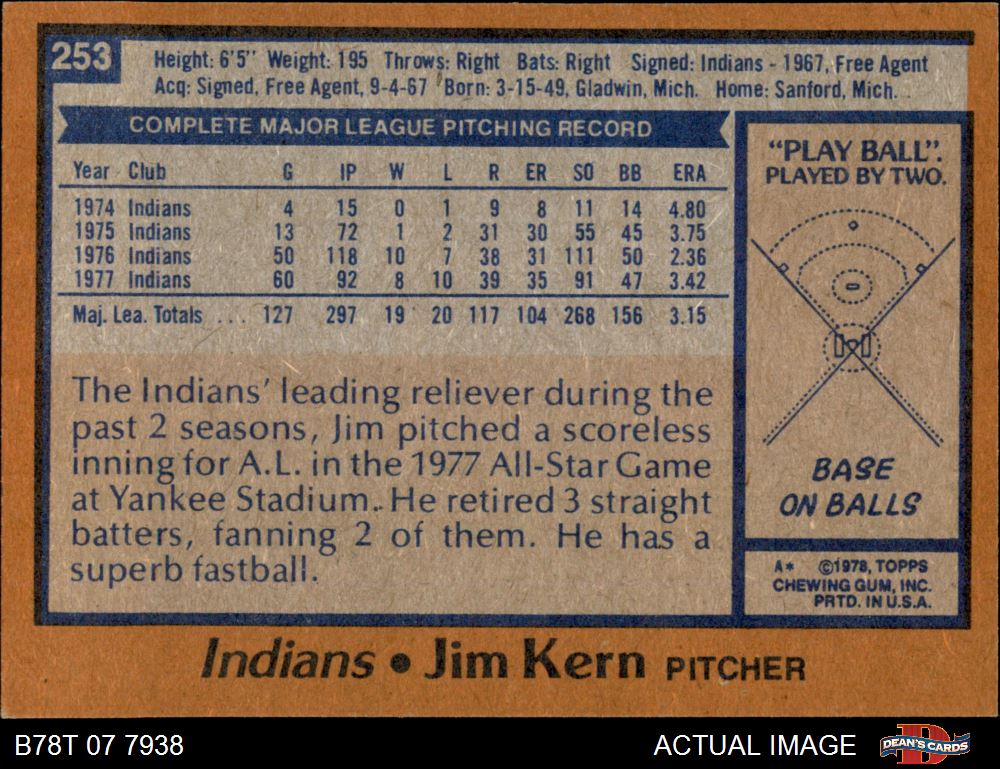 253
Height: 6'5" Weight: 195 Throws: Right Bats: Right Signed: Indians - 1967, Free Agent
Acq: Signed, Free Agent, 9-4-67 Born: 3-15-49, Gladwin, Mich. Home: Sanford, Mich.
COMPLETE MAJOR LEAGUE PITCHING RECORD
Year Club G IP W L R ER SO BB ERA
1974 Indians 4 15 0 1 9 8 11 14 4.80
1975 Indians 13 72 1 2 31 30 55 45 3.75
1976 Indians 50 118 10 7 38 31 111 50 2.36
1977 Indians 60 92 8 10 39 35 91 47 3.42
Maj. Lea. Totals ... 127 297 19 20 117 104 268 156 3.15
The Indians' leading reliever during the
past 2 seasons, Jim pitched a scoreless
inning for A.L. in the 1977 All-Star Game
at Yankee Stadium. He retired 3 straight
batters, fanning 2 of them. He has a
superb fastball.
"PLAY BALL".
PLAYED BY TWO.
BASE
ON BALLS
A* ©1978, TOPPS
CHEWING GUM, INC.
PRTD. IN U.S.A.
Indians • Jim Kern PITCHER
B78T 07 7938
ACTUAL IMAGE
D
DEAN'S CARDS